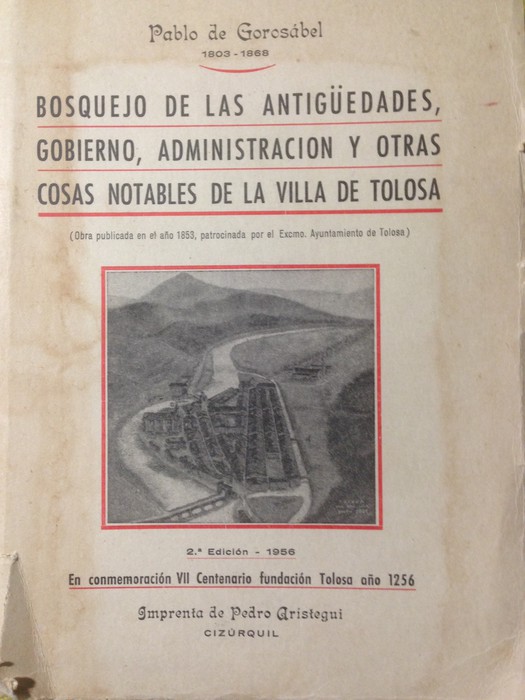 Pablo de Gorosábel
1803 - 1868
BOSQUEJO DE LAS ANTIGÜEDADES,
GOBIERNO, ADMINISTRACION Y OTRAS
COSAS NOTABLES DE LA VILLA DE TOLOSA
(Obra publicada en el año 1853, patrocinada por el Excmo. Ayuntamiento de Tolosa)
2.ª Edición - 1956
En conmemoración VII Centenario fundación Tolosa año 1256
Imprenta de Pedro Arístegui
CIZÚRQUIL